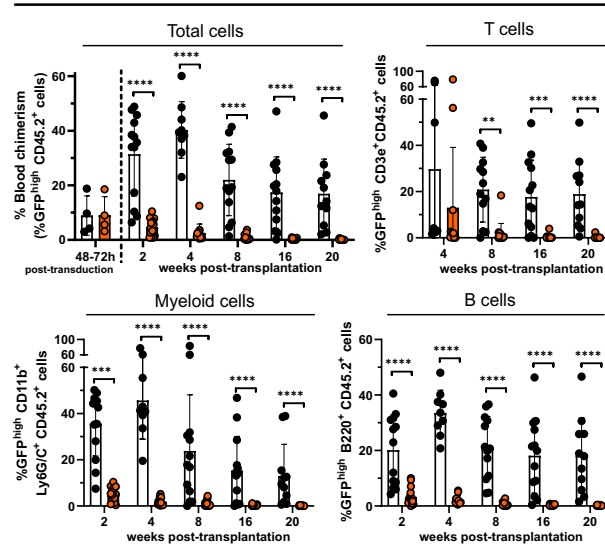 Total cells
% Blood chimerism
(%GFPhigh CD45.2+ cells)
60
40
20
0
**** **** **** **** ****
48-72h 2 4 8 16 20
post-transduction
weeks post-transplantation
T cells
%GFPhigh CD3e+CD45.2+ cells
100
80
60
40
20
0
** *** ****
4 8 16 20
weeks post-transplantation
Myeloid cells
%GFPhigh CD11b+
Ly6G/C+ CD45.2+ cells
100
80
60
40
20
0
*** **** **** **** ****
2 4 8 16 20
weeks post-transplantation
B cells
%GFPhigh B220+ CD45.2+ cells
60
40
20
0
**** **** **** **** ****
2 4 8 16 20
weeks post-transplantation